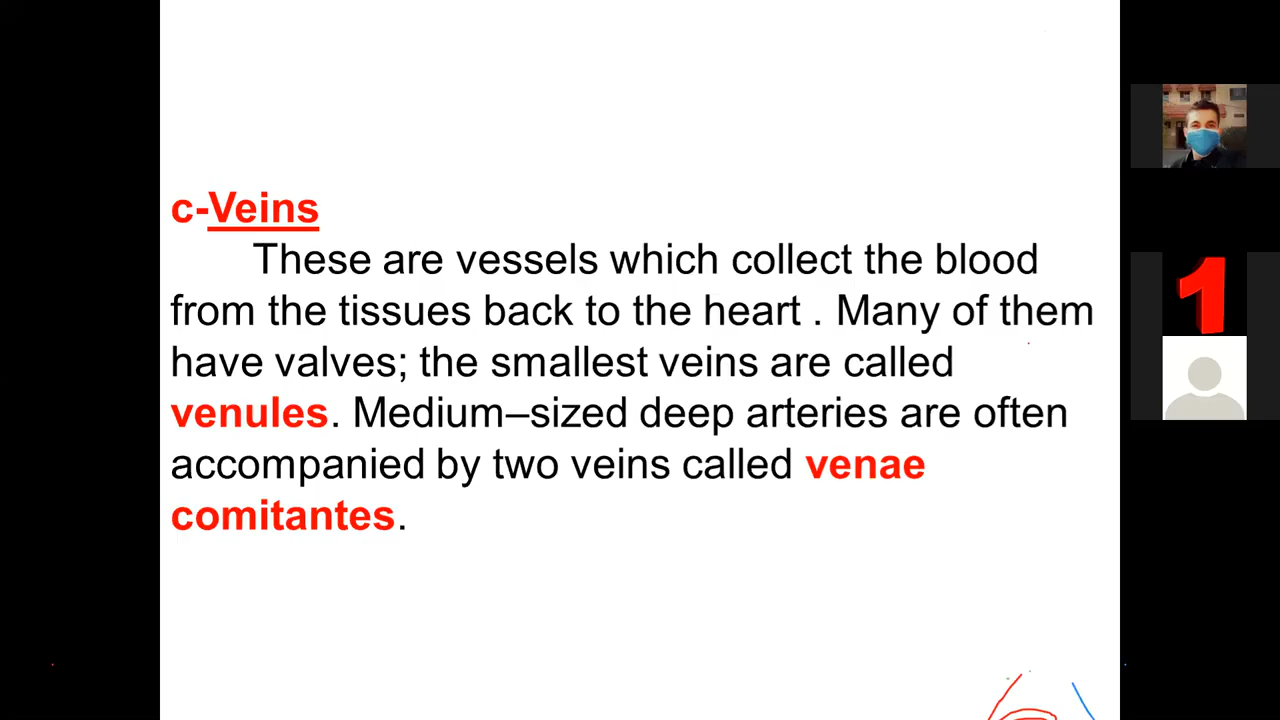 c-Veins
These are vessels which collect the blood
from the tissues back to the heart . Many of them
have valves; the smallest veins are called
venules. Medium–sized deep arteries are often
accompanied by two veins called venae
comitantes.
1